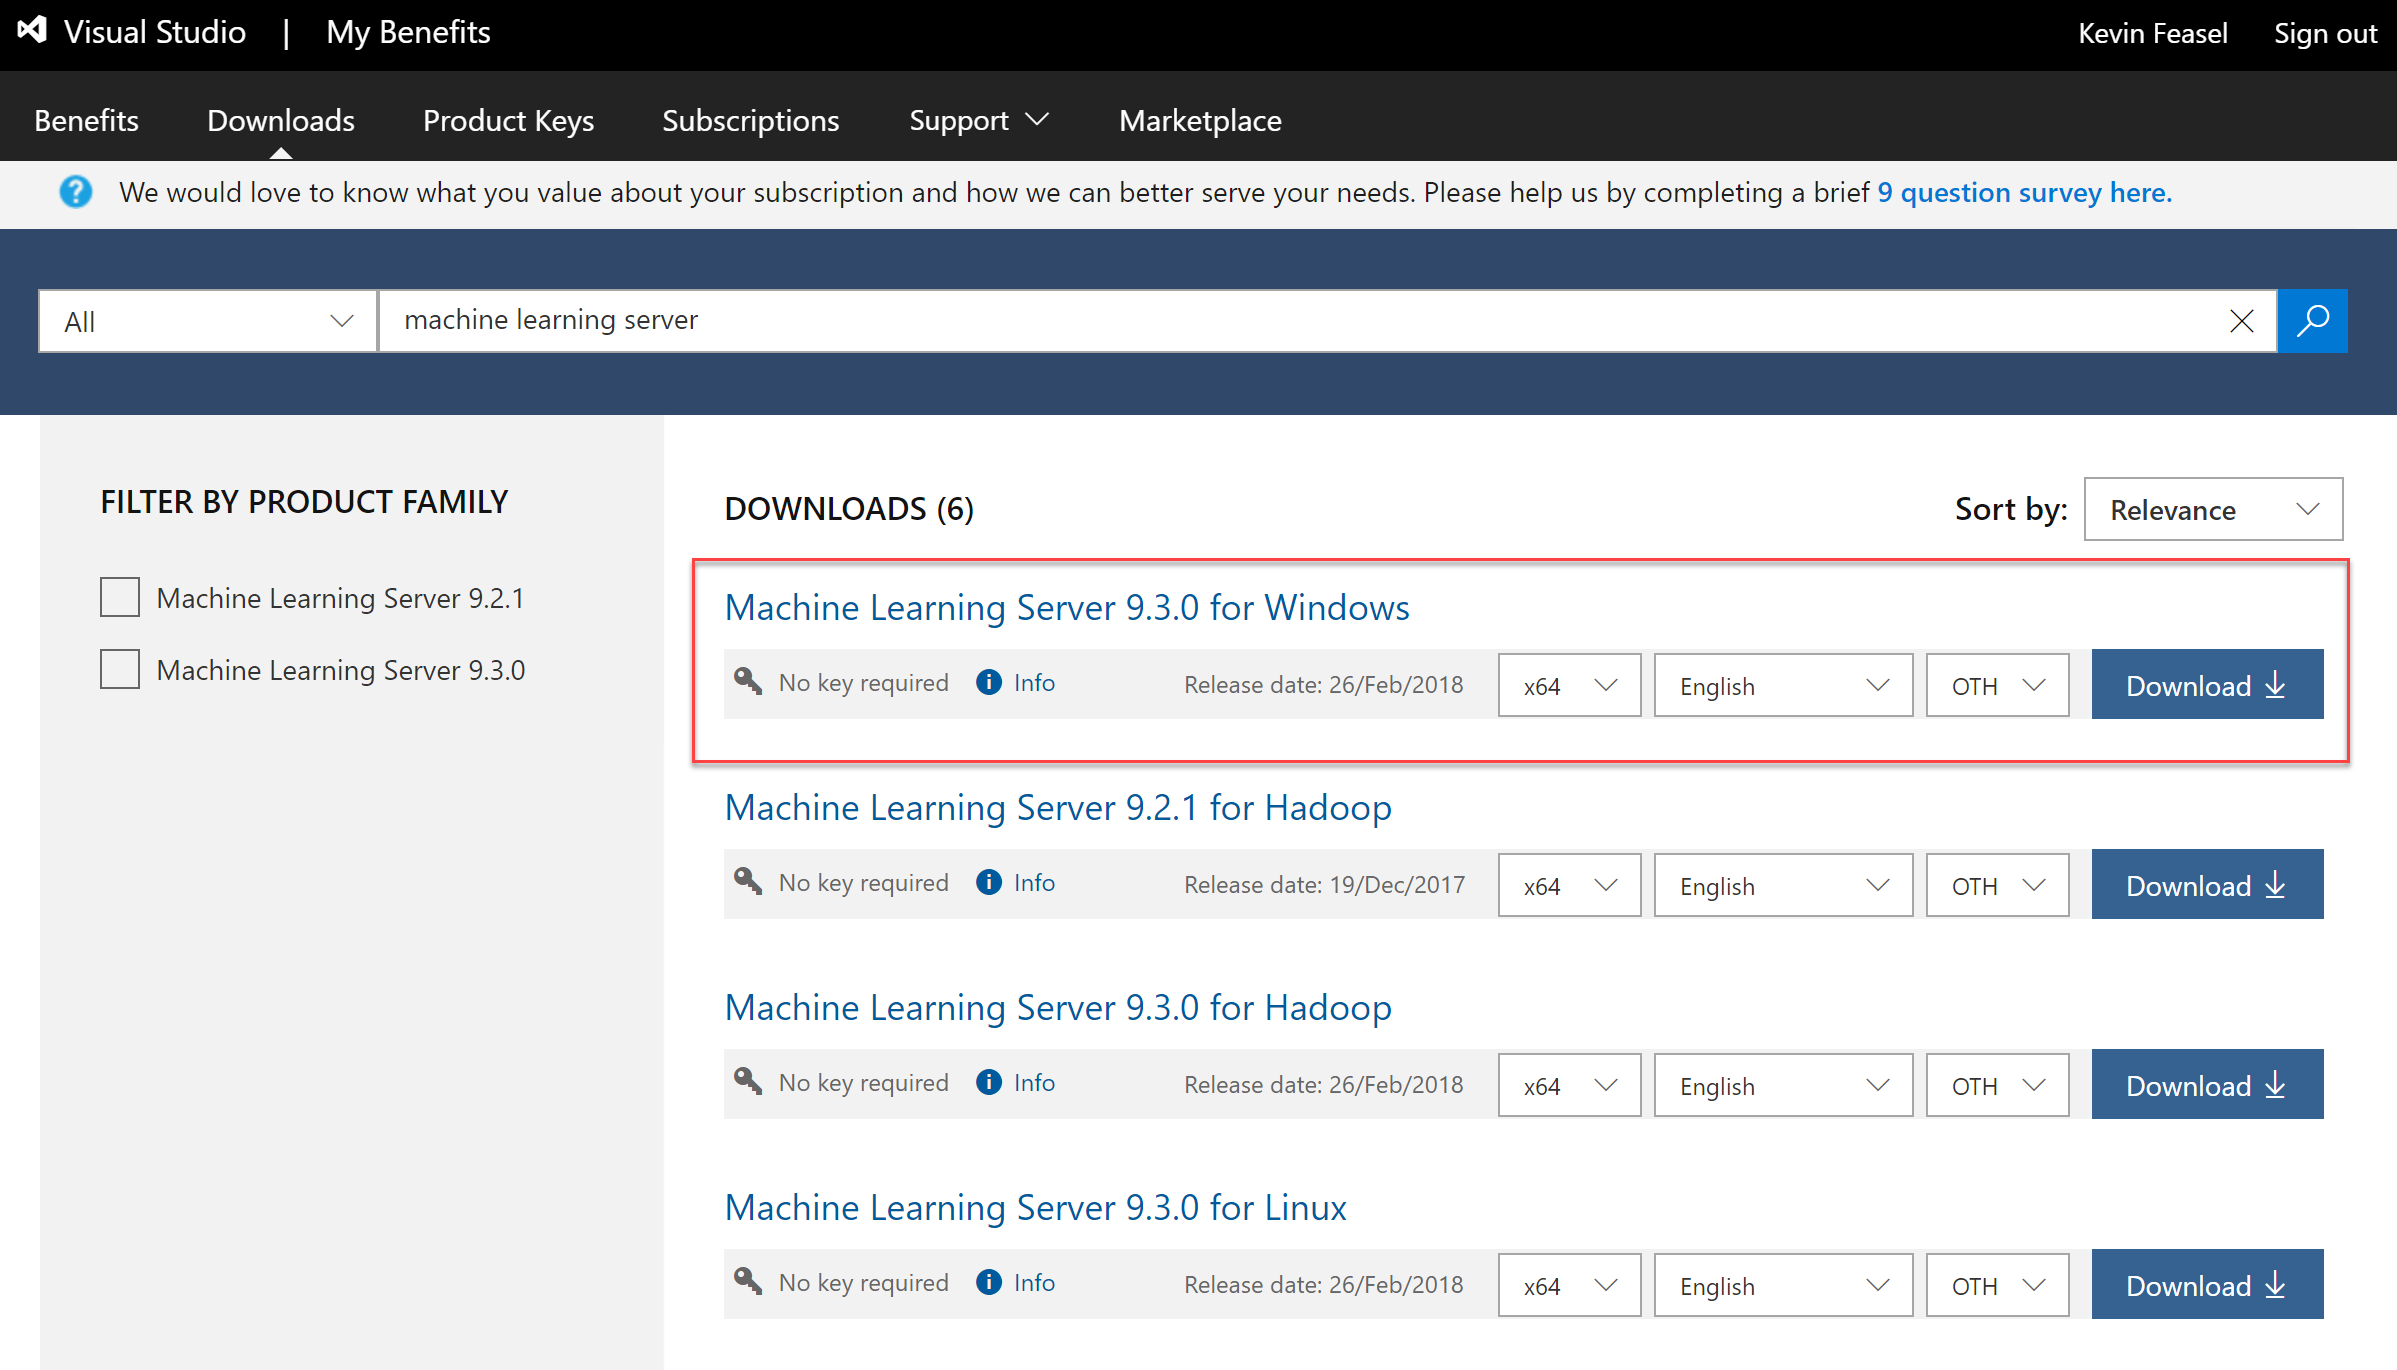 Visual Studio | My Benefits Kevin Feasel Sign out
Benefits Downloads Product Keys Subscriptions Support Marketplace
We would love to know what you value about your subscription and how we can better serve your needs. Please help us by completing a brief 9 question survey here.
All machine learning server
FILTER BY PRODUCT FAMILY
Machine Learning Server 9.2.1
Machine Learning Server 9.3.0
DOWNLOADS (6) Sort by: Relevance
Machine Learning Server 9.3.0 for Windows
No key required Info Release date: 26/Feb/2018 x64 English OTH Download
Machine Learning Server 9.2.1 for Hadoop
No key required Info Release date: 19/Dec/2017 x64 English OTH Download
Machine Learning Server 9.3.0 for Hadoop
No key required Info Release date: 26/Feb/2018 x64 English OTH Download
Machine Learning Server 9.3.0 for Linux
No key required Info Release date: 26/Feb/2018 x64 English OTH Download